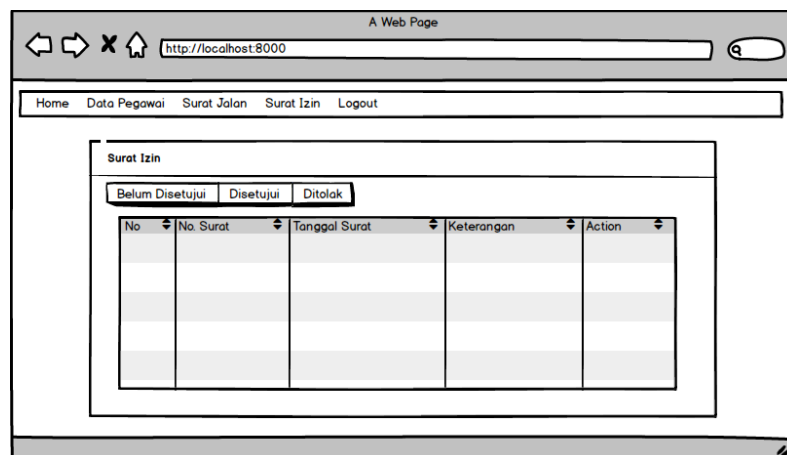 A Web Page
http://localhost:8000
Home Data Pegawai Surat Jalan Surat Izin Logout
Surat Izin
Belum Disetujui Disetujui Ditolak
No No. Surat Tanggal Surat Keterangan Action